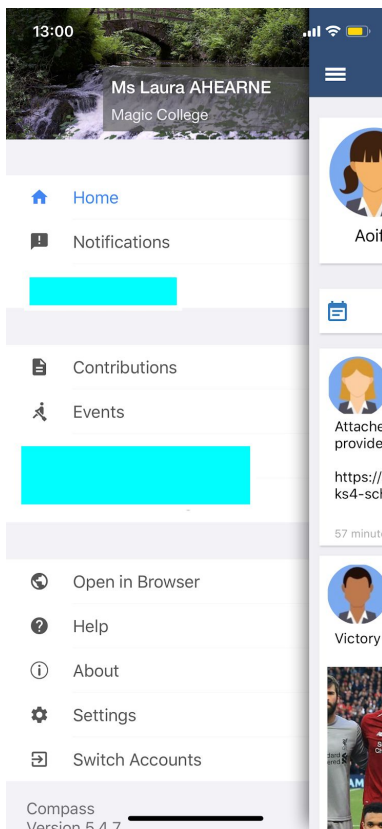 13:00
Ms Laura AHEARNE
Magic College
Home
Notifications
Contributions
Events
Open in Browser
Help
About
Settings
Switch Accounts
Compass
Version 5.4.7
Aoif
Attache
provide
https://
ks4-sch
57 minute
Victory